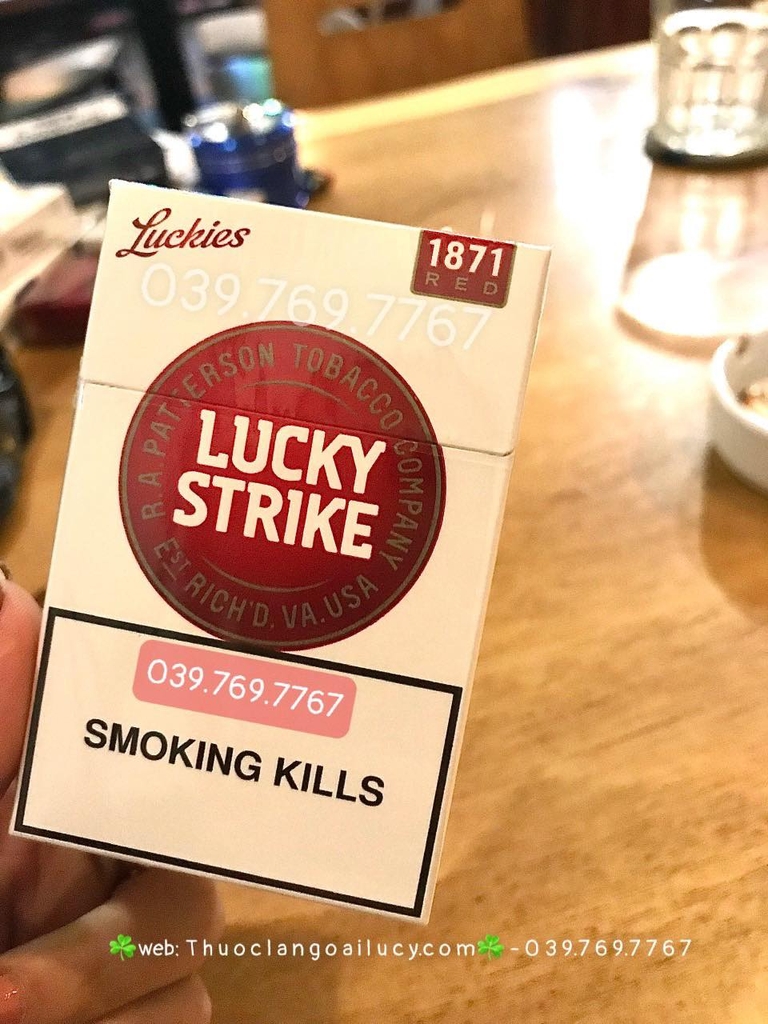 Luckies
1871
RED
039.769.7767
R.A.PATTERSON TOBACCO COMPANY
LUCKY
STRIKE
EST RICH'D. VA. USA
039.769.7767
SMOKING KILLS
☘️web: Thuoclangoailucy.com☘️-039.769.7767